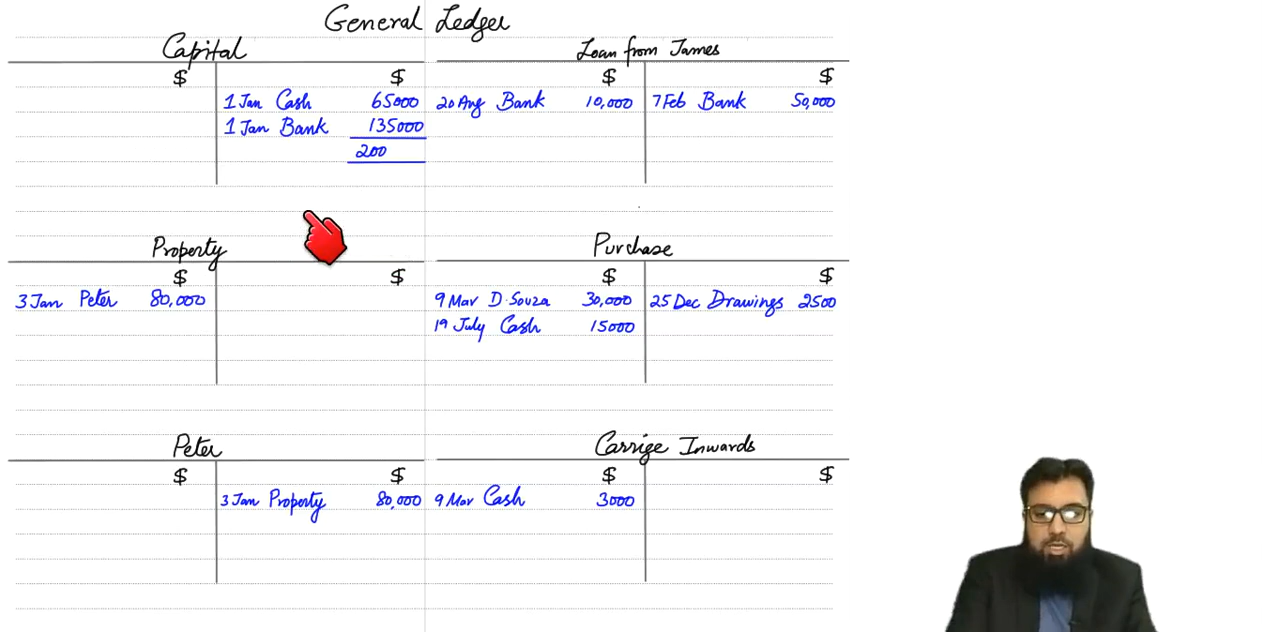 General Ledger
Capital
$ $
1 Jan Cash 65000
1 Jan Bank 135000
200
Loan from James
$ $
20 Aug Bank 10,000 7 Feb Bank 50,000
Property
$ $
3 Jan Peter 80,000
Purchase
$ $
9 Mar D.Souza 30,000 25 Dec Drawings 2500
19 July Cash 15000
Peter
$ $
3 Jan Property 80,000
Carrige Inwards
$ $
9 Mar Cash 3000